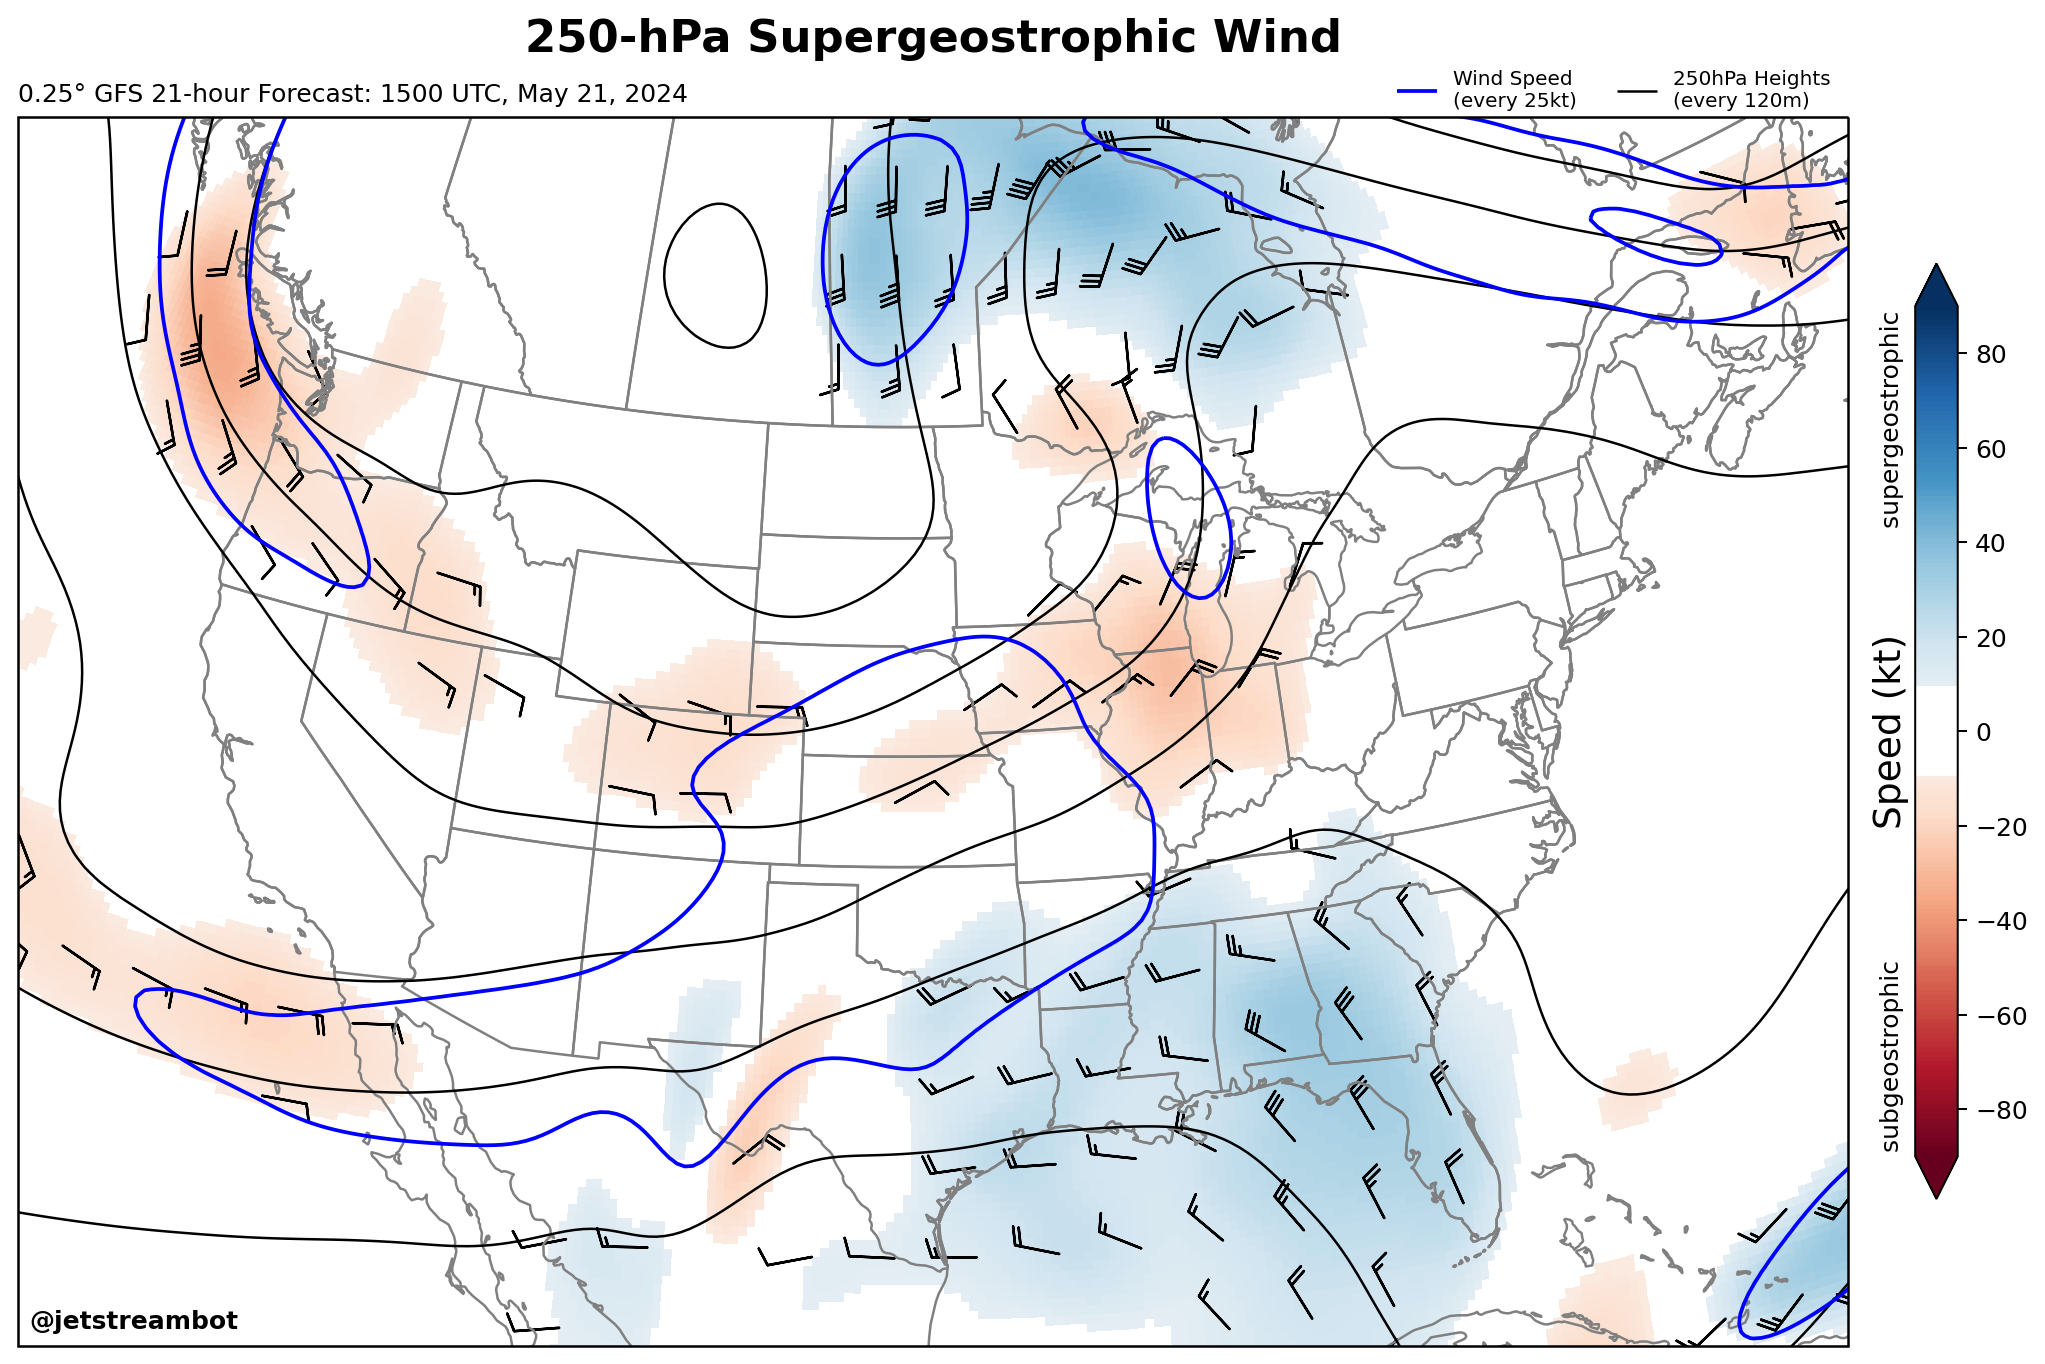 250-hPa Supergeostrophic Wind
0.25° GFS 21-hour Forecast: 1500 UTC, May 21, 2024
Wind Speed
(every 25kt)
250hPa Heights
(every 120m)
supergeostrophic
Speed (kt)
subgeostrophic
80
60
40
20
0
−20
−40
−60
−80
@jetstreambot